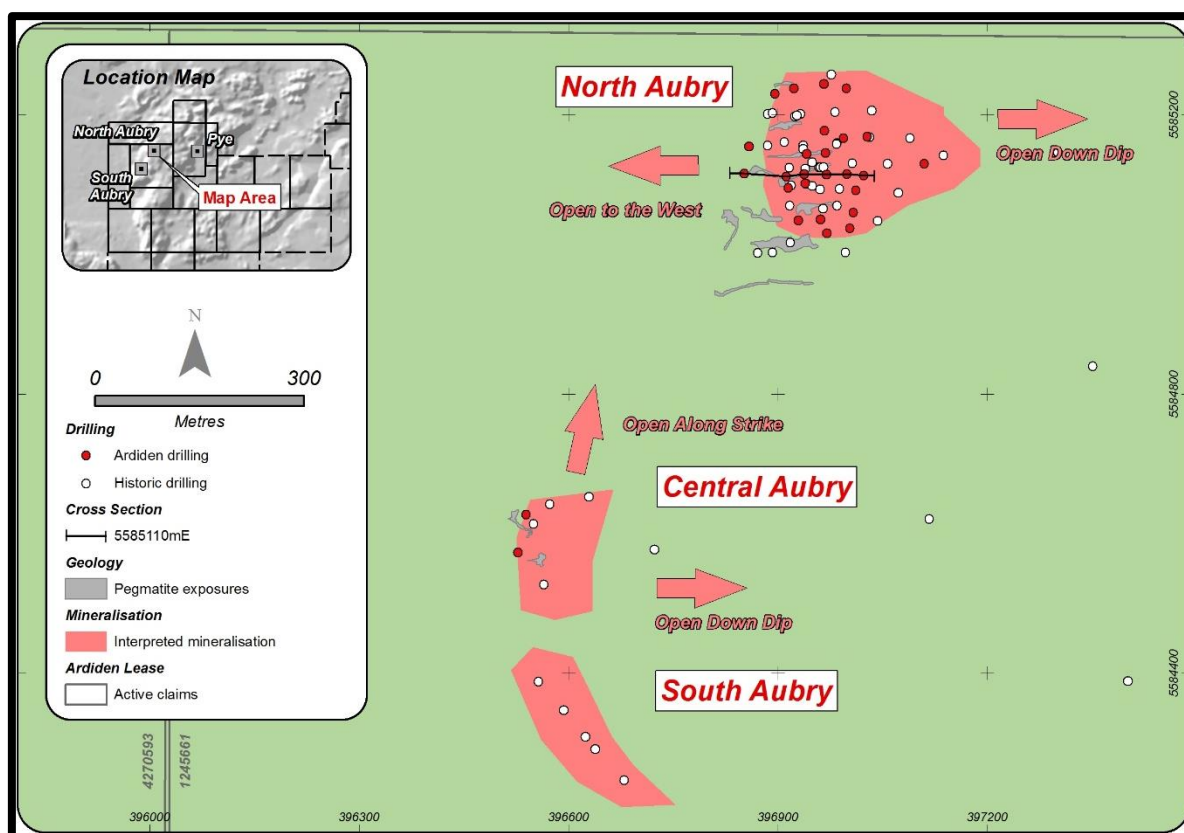 Location Map
North Aubry
Pye
South
Aubry
Map Area
N
0 300
Metres
Drilling
Ardiden drilling
Historic drilling
Cross Section
5585110mE
Geology
Pegmatite exposures
Mineralisation
Interpreted mineralisation
Ardiden Lease
Active claims
4270593
1245661
North Aubry
Open Down Dip
Open to the West
Open Along Strike
Central Aubry
Open Down Dip
South Aubry
5585200
5584800
5584400
396000 396300 396600 396900 397200